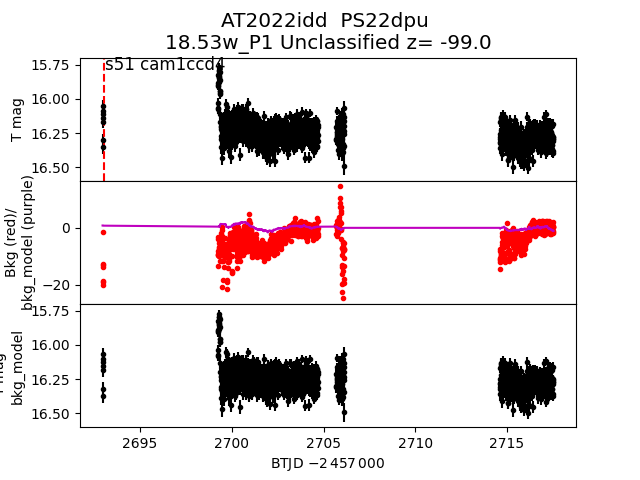 AT2022idd  PS22dpu
18.53w_P1 Unclassified z= -99.0
s51 cam1ccd4
15.75
16.00
16.25
16.50
T mag
0
−20
Bkg (red)/
bkg_model (purple)
15.75
16.00
16.25
16.50
mag
bkg_model
2695
2700
2705
2710
2715
BTJD −2 457 000